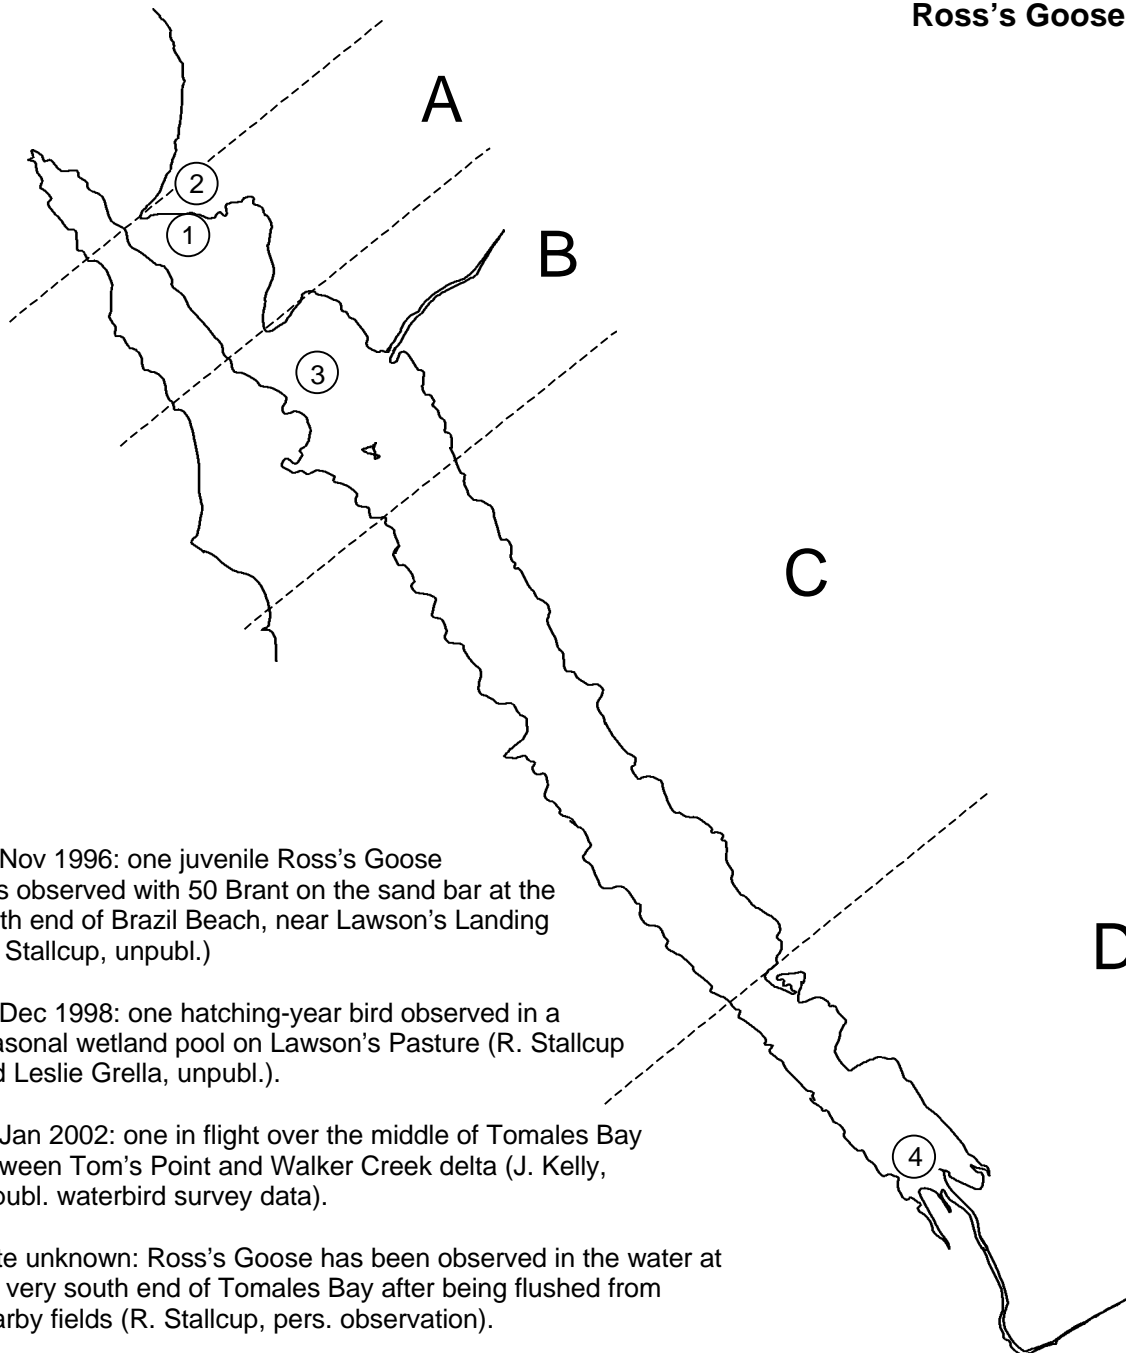 Ross's Goose
A
2
1
B
3
C
Nov 1996: one juvenile Ross's Goose
s observed with 50 Brant on the sand bar at the
th end of Brazil Beach, near Lawson's Landing
Stallcup, unpubl.)
D
Dec 1998: one hatching-year bird observed in a
asonal wetland pool on Lawson's Pasture (R. Stallcup
d Leslie Grella, unpubl.).
Jan 2002: one in flight over the middle of Tomales Bay
ween Tom's Point and Walker Creek delta (J. Kelly,
publ. waterbird survey data).
4
te unknown: Ross's Goose has been observed in the water at
very south end of Tomales Bay after being flushed from
arby fields (R. Stallcup, pers. observation).